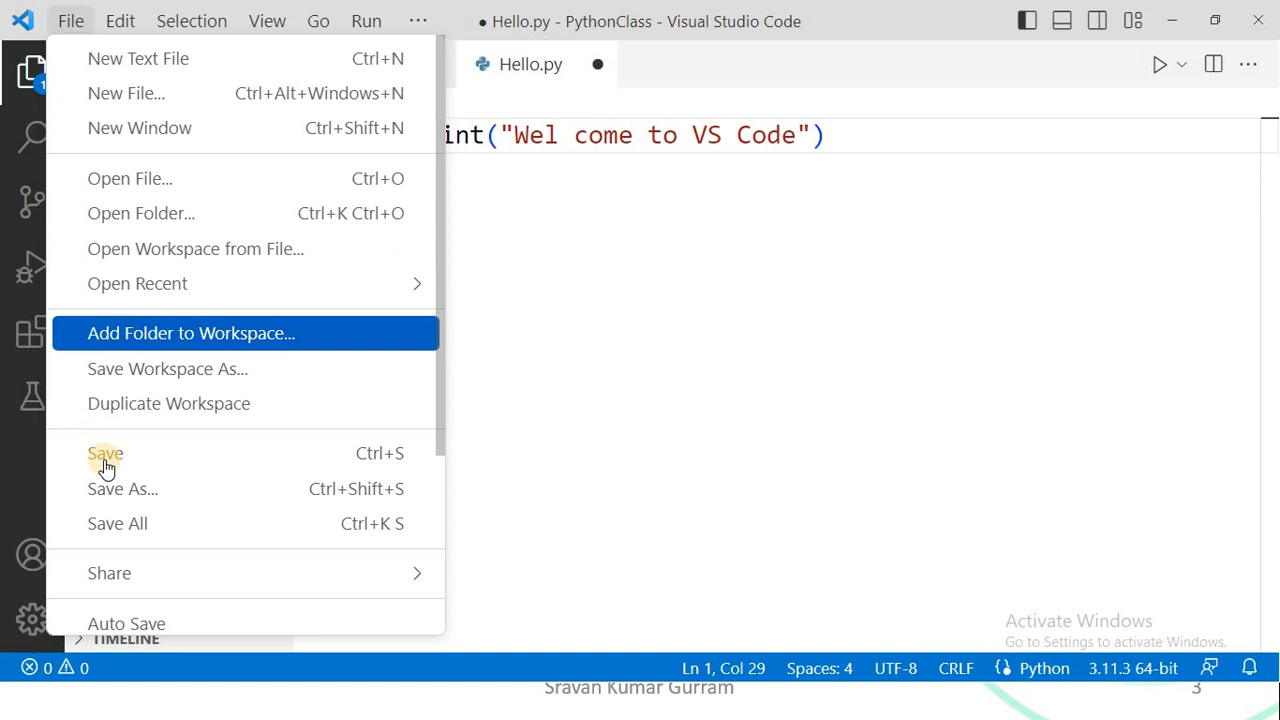 File Edit Selection View Go Run ···
● Hello.py - PythonClass - Visual Studio Code
New Text File Ctrl+N
New File... Ctrl+Alt+Windows+N
New Window Ctrl+Shift+N
Open File... Ctrl+O
Open Folder... Ctrl+K Ctrl+O
Open Workspace from File...
Open Recent
Add Folder to Workspace...
Save Workspace As...
Duplicate Workspace
Save Ctrl+S
Save As... Ctrl+Shift+S
Save All Ctrl+K S
Share
Auto Save
1
Hello.py
int("Wel come to VS Code")
TIMELINE
Activate Windows
Go to Settings to activate Windows.
0 0 Ln 1, Col 29 Spaces: 4 UTF-8 CRLF Python 3.11.3 64-bit
Sravan Kumar Gurram 3